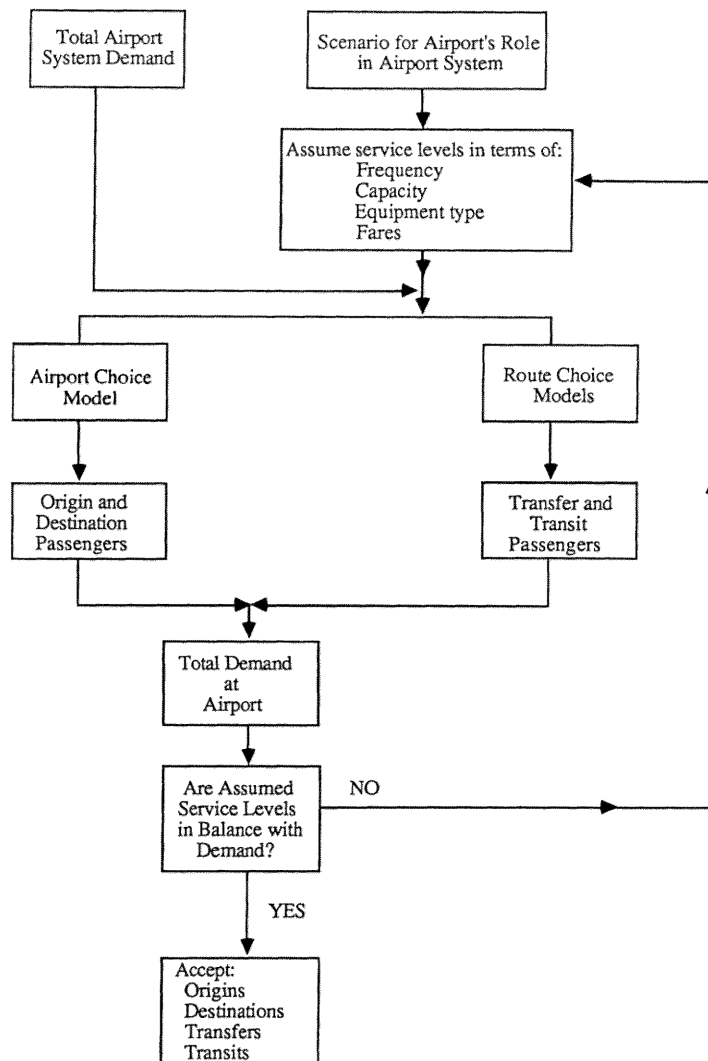 Total Airport
System Demand
Scenario for Airport's Role
in Airport System
Assume service levels in terms of:
Frequency
Capacity
Equipment type
Fares
Airport Choice
Model
Route Choice
Models
Origin and
Destination
Passengers
Transfer and
Transit
Passengers
Total Demand
at
Airport
Are Assumed
Service Levels
in Balance with
Demand?
NO
YES
Accept:
Origins
Destinations
Transfers
Transits